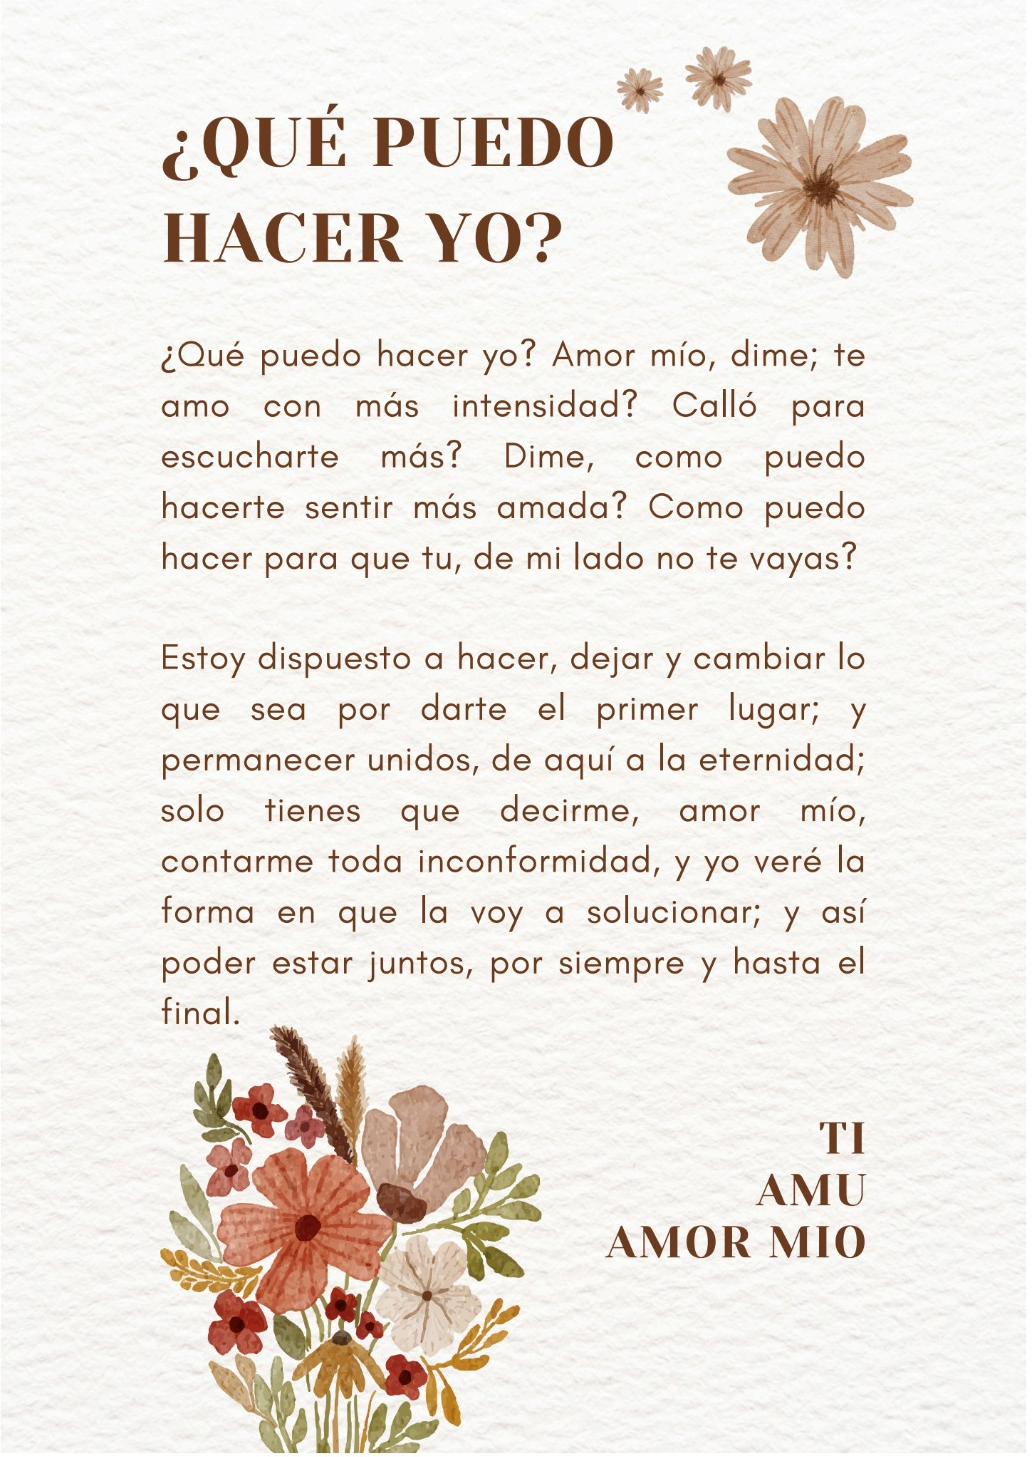 ¿QUÉ PUEDO
HACER YO?
¿Qué puedo hacer yo? Amor mío, dime; te
amo con más intensidad? Calló para
escucharte más? Dime, como puedo
hacerte sentir más amada? Como puedo
hacer para que tu, de mi lado no te vayas?
Estoy dispuesto a hacer, dejar y cambiar lo
que sea por darte el primer lugar; y
permanecer unidos, de aquí a la eternidad;
solo tienes que decirme, amor mío,
contarme toda inconformidad, y yo veré la
forma en que la voy a solucionar; y así
poder estar juntos, por siempre y hasta el
final.
TI
AMU
AMOR MIO